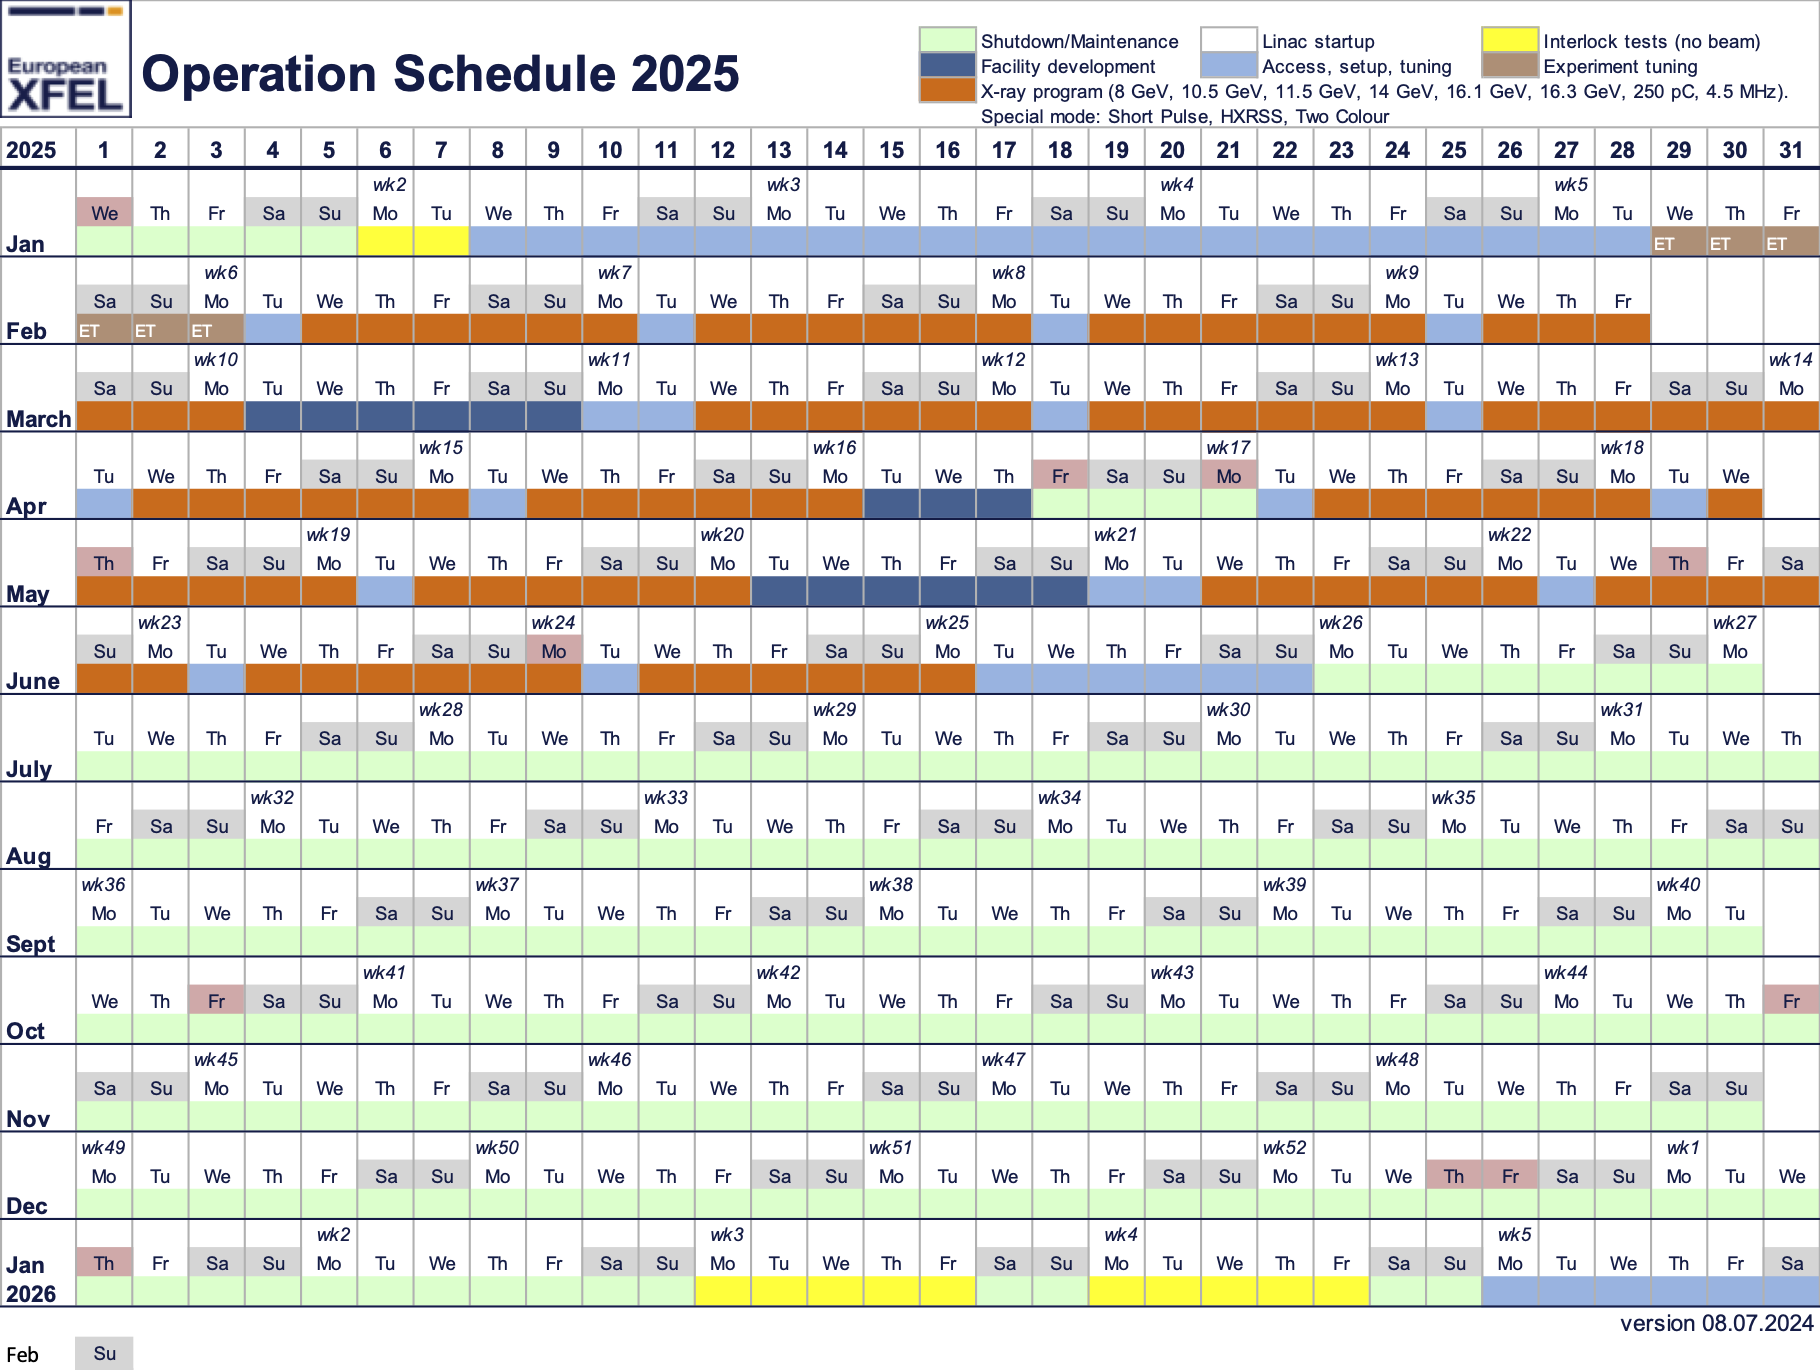 European
XFEL
Operation Schedule 2025
Shutdown/Maintenance Linac startup Interlock tests (no beam)
Facility development Access, setup, tuning Experiment tuning
X-ray program (8 GeV, 10.5 GeV, 11.5 GeV, 14 GeV, 16.1 GeV, 16.3 GeV, 250 pC, 4.5 MHz).
Special mode: Short Pulse, HXRSS, Two Colour
2025 1 2 3 4 5 6 7 8 9 10 11 12 13 14 15 16 17 18 19 20 21 22 23 24 25 26 27 28 29 30 31
wk2 wk3 wk4 wk5
We Th Fr Sa Su Mo Tu We Th Fr Sa Su Mo Tu We Th Fr Sa Su Mo Tu We Th Fr Sa Su Mo Tu We Th Fr
Jan ET ET ET
wk6 wk7 wk8 wk9
Sa Su Mo Tu We Th Fr Sa Su Mo Tu We Th Fr Sa Su Mo Tu We Th Fr Sa Su Mo Tu We Th Fr
Feb ET ET ET
wk10 wk11 wk12 wk13 wk14
Sa Su Mo Tu We Th Fr Sa Su Mo Tu We Th Fr Sa Su Mo Tu We Th Fr Sa Su Mo Tu We Th Fr Sa Su Mo
March
wk15 wk16 wk17 wk18
Tu We Th Fr Sa Su Mo Tu We Th Fr Sa Su Mo Tu We Th Fr Sa Su Mo Tu We Th Fr Sa Su Mo Tu We
Apr
wk19 wk20 wk21 wk22
Th Fr Sa Su Mo Tu We Th Fr Sa Su Mo Tu We Th Fr Sa Su Mo Tu We Th Fr Sa Su Mo Tu We Th Fr Sa
May
wk23 wk24 wk25 wk26 wk27
Su Mo Tu We Th Fr Sa Su Mo Tu We Th Fr Sa Su Mo Tu We Th Fr Sa Su Mo Tu We Th Fr Sa Su Mo
June
wk28 wk29 wk30 wk31
Tu We Th Fr Sa Su Mo Tu We Th Fr Sa Su Mo Tu We Th Fr Sa Su Mo Tu We Th Fr Sa Su Mo Tu We Th
July
wk32 wk33 wk34 wk35
Fr Sa Su Mo Tu We Th Fr Sa Su Mo Tu We Th Fr Sa Su Mo Tu We Th Fr Sa Su Mo Tu We Th Fr Sa Su
Aug
wk36 wk37 wk38 wk39 wk40
Mo Tu We Th Fr Sa Su Mo Tu We Th Fr Sa Su Mo Tu We Th Fr Sa Su Mo Tu We Th Fr Sa Su Mo Tu
Sept
wk41 wk42 wk43 wk44
We Th Fr Sa Su Mo Tu We Th Fr Sa Su Mo Tu We Th Fr Sa Su Mo Tu We Th Fr Sa Su Mo Tu We Th Fr
Oct
wk45 wk46 wk47 wk48
Sa Su Mo Tu We Th Fr Sa Su Mo Tu We Th Fr Sa Su Mo Tu We Th Fr Sa Su Mo Tu We Th Fr Sa Su
Nov
wk49 wk50 wk51 wk52 wk1
Mo Tu We Th Fr Sa Su Mo Tu We Th Fr Sa Su Mo Tu We Th Fr Sa Su Mo Tu We Th Fr Sa Su Mo Tu We
Dec
wk2 wk3 wk4 wk5
Jan Th Fr Sa Su Mo Tu We Th Fr Sa Su Mo Tu We Th Fr Sa Su Mo Tu We Th Fr Sa Su Mo Tu We Th Fr Sa
2026
version 08.07.2024
Feb Su